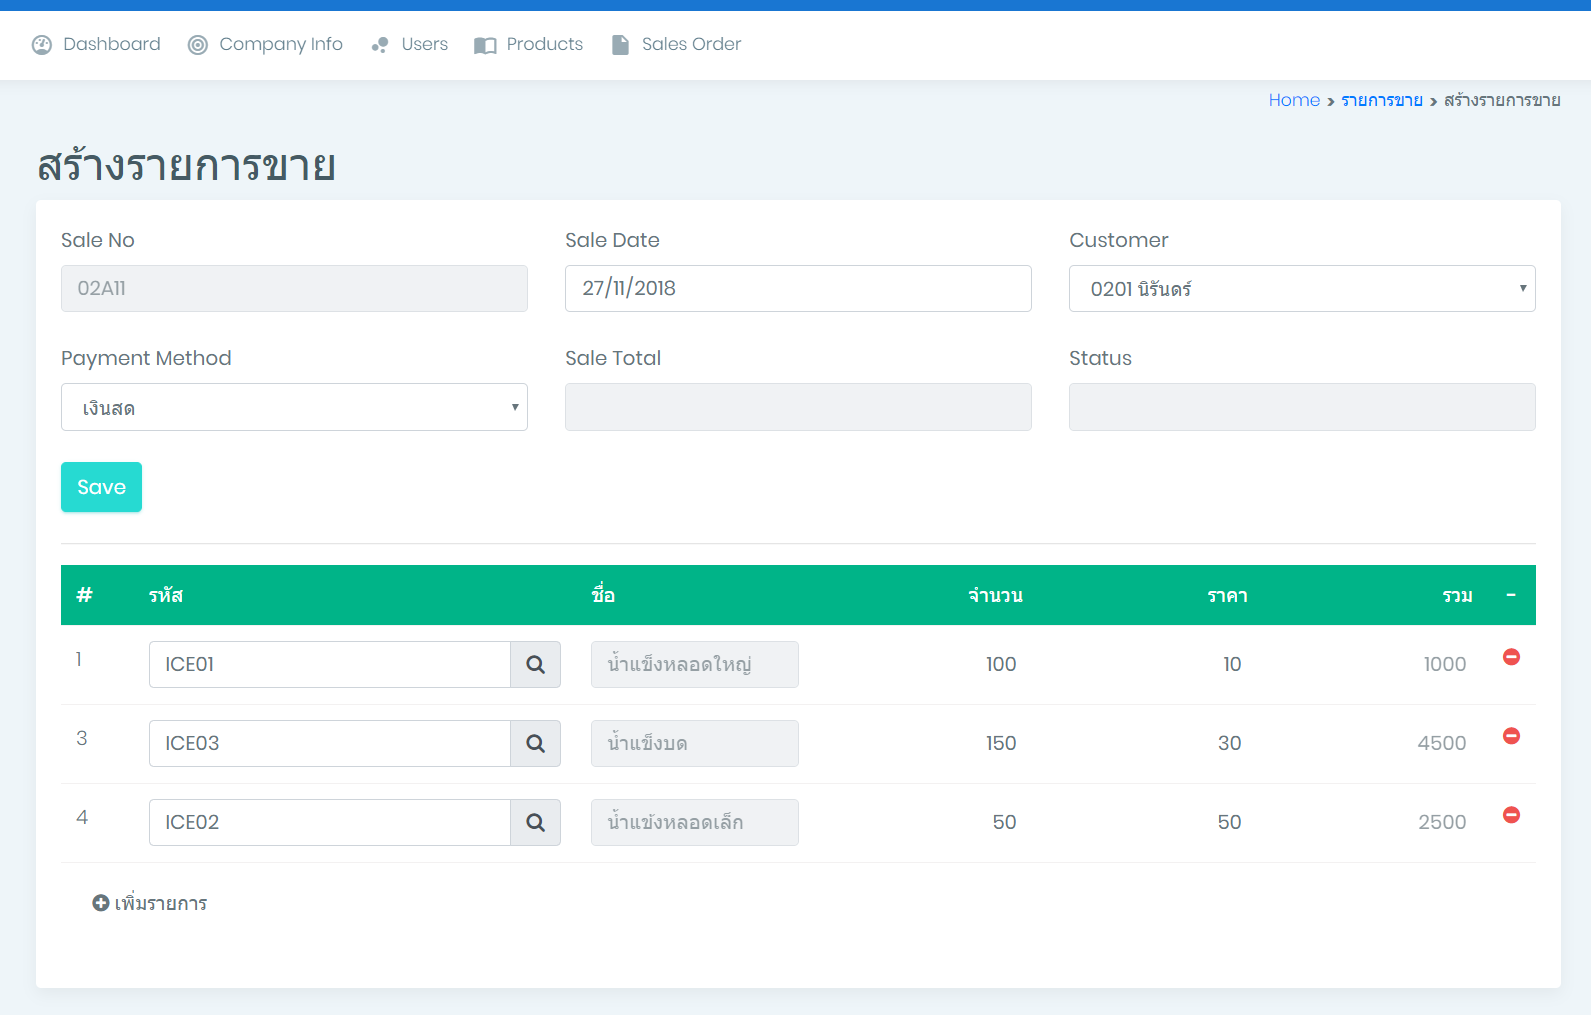 Dashboard Company Info Users Products Sales Order
Home › รายการขาย › สร้างรายการขาย
สร้างรายการขาย
Sale No Sale Date Customer
02A11 27/11/2018 0201 นิรันดร์
Payment Method Sale Total Status
เงินสด
Save
# รหัส ชื่อ จำนวน ราคา รวม -
1 ICE01 น้ำแข็งหลอดใหญ่ 100 10 1000
3 ICE03 น้ำแข็งบด 150 30 4500
4 ICE02 น้ำแข้งหลอดเล็ก 50 50 2500
เพิ่มรายการ